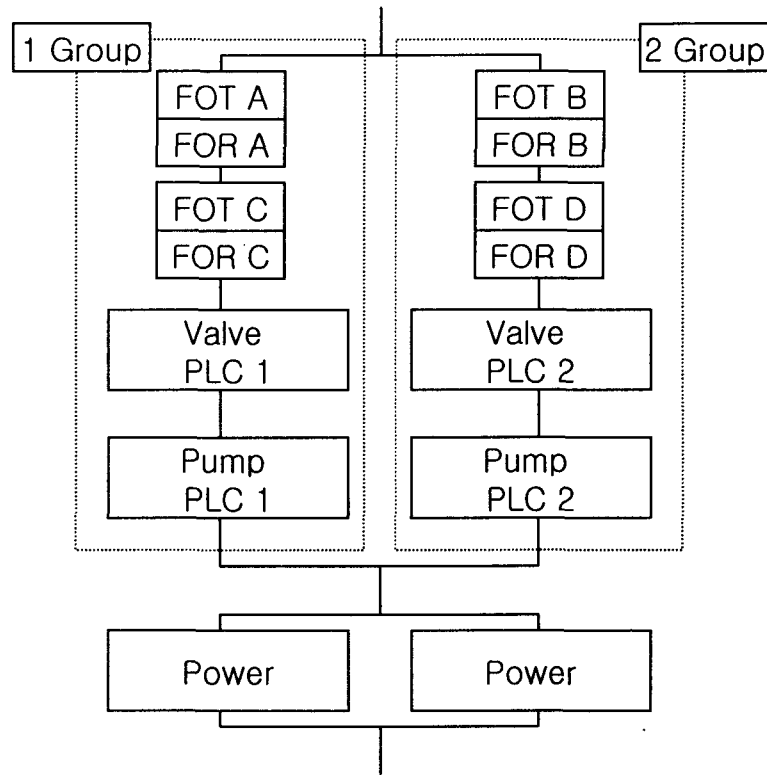 1 Group
2 Group
FOT A
FOR A
FOT C
FOR C
Valve
PLC 1
Pump
PLC 1
FOT B
FOR B
FOT D
FOR D
Valve
PLC 2
Pump
PLC 2
Power
Power